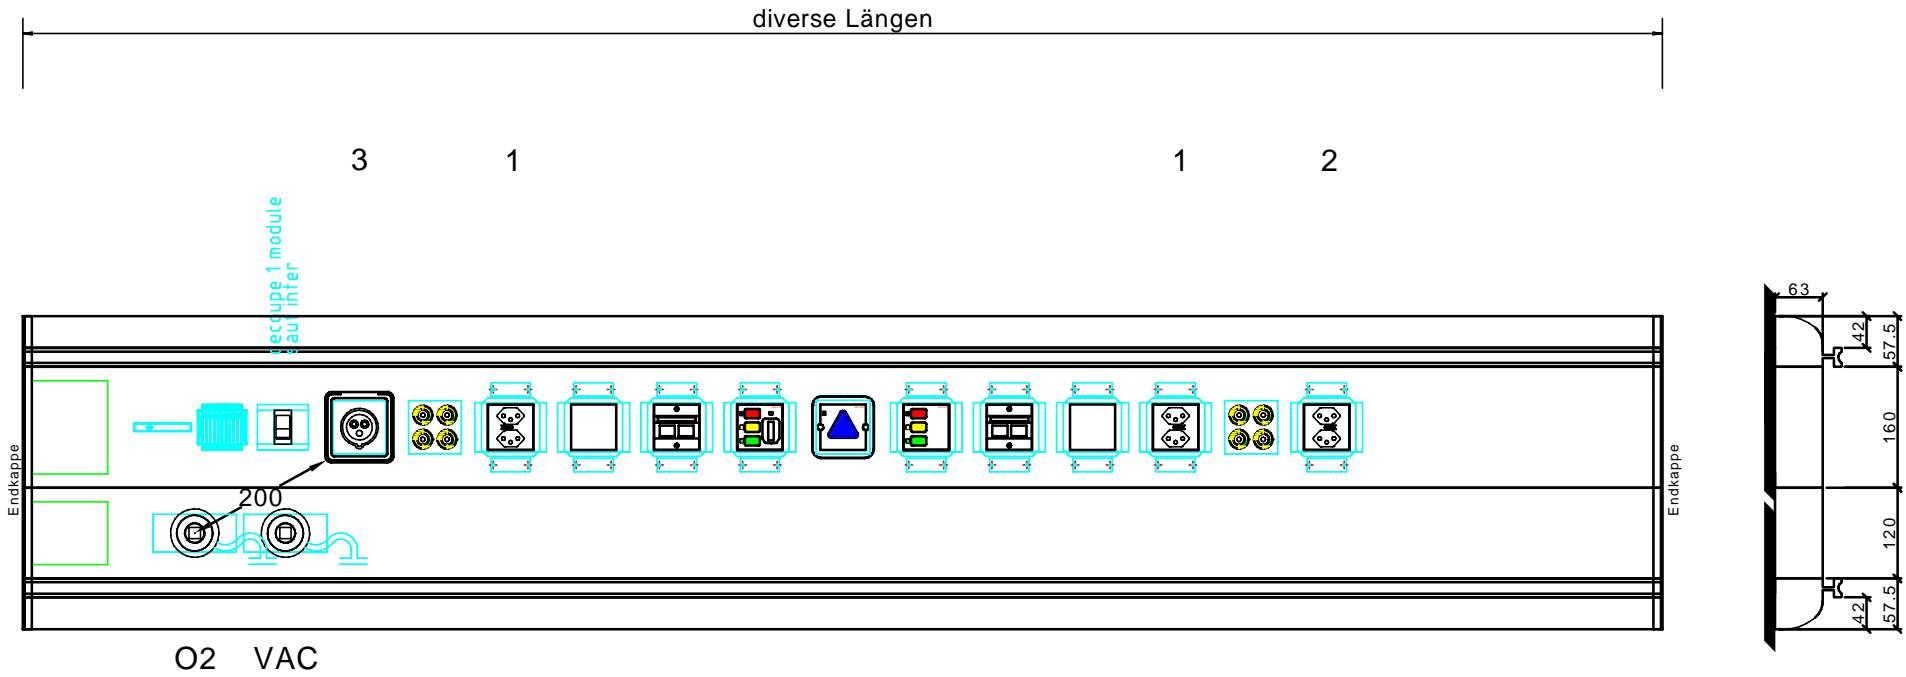 diverse Längen
3
1
1
2
decoupe 1 module
sauf inter
63
42
57.5
160
120
42
57.5
Endkappe
Endkappe
200
O2
VAC